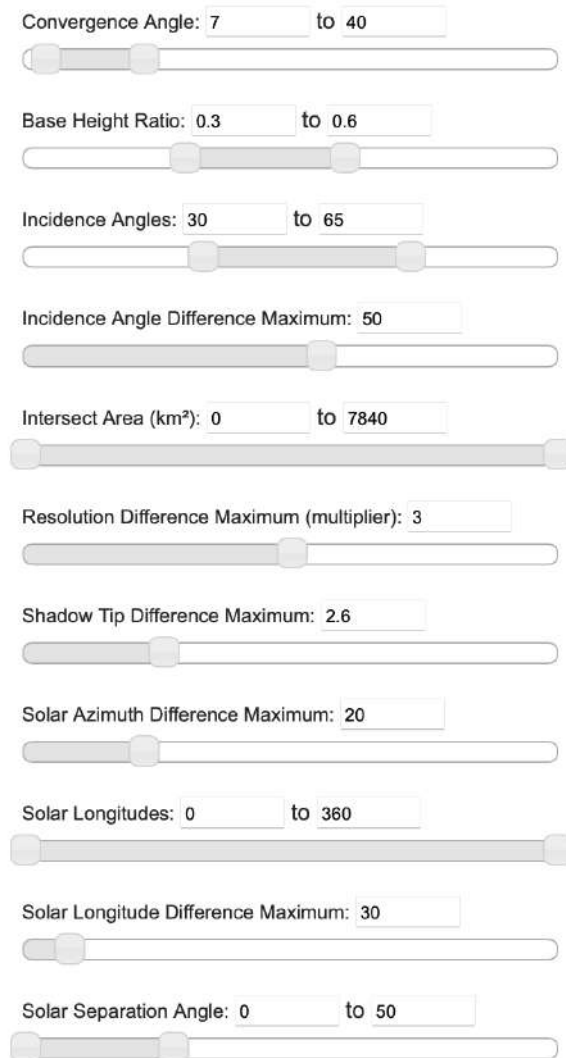 Convergence Angle: 7 to 40
Base Height Ratio: 0.3 to 0.6
Incidence Angles: 30 to 65
Incidence Angle Difference Maximum: 50
Intersect Area (km²): 0 to 7840
Resolution Difference Maximum (multiplier): 3
Shadow Tip Difference Maximum: 2.6
Solar Azimuth Difference Maximum: 20
Solar Longitudes: 0 to 360
Solar Longitude Difference Maximum: 30
Solar Separation Angle: 0 to 50